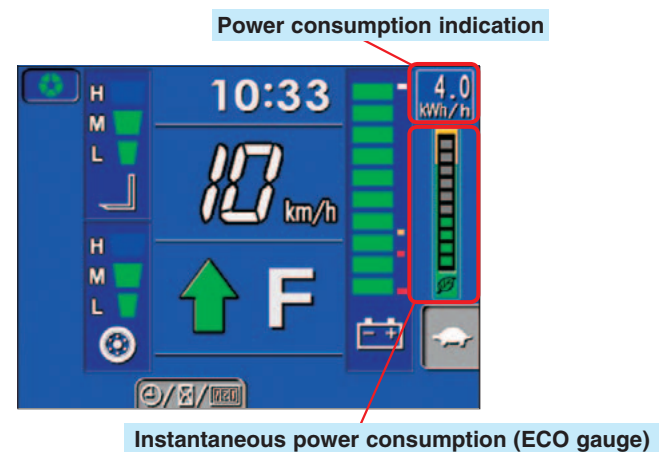 Power consumption indication
H
M
L
10:33
4.0
kWh/h
10 km/h
H
M
L
F
- +
Instantaneous power consumption (ECO gauge)